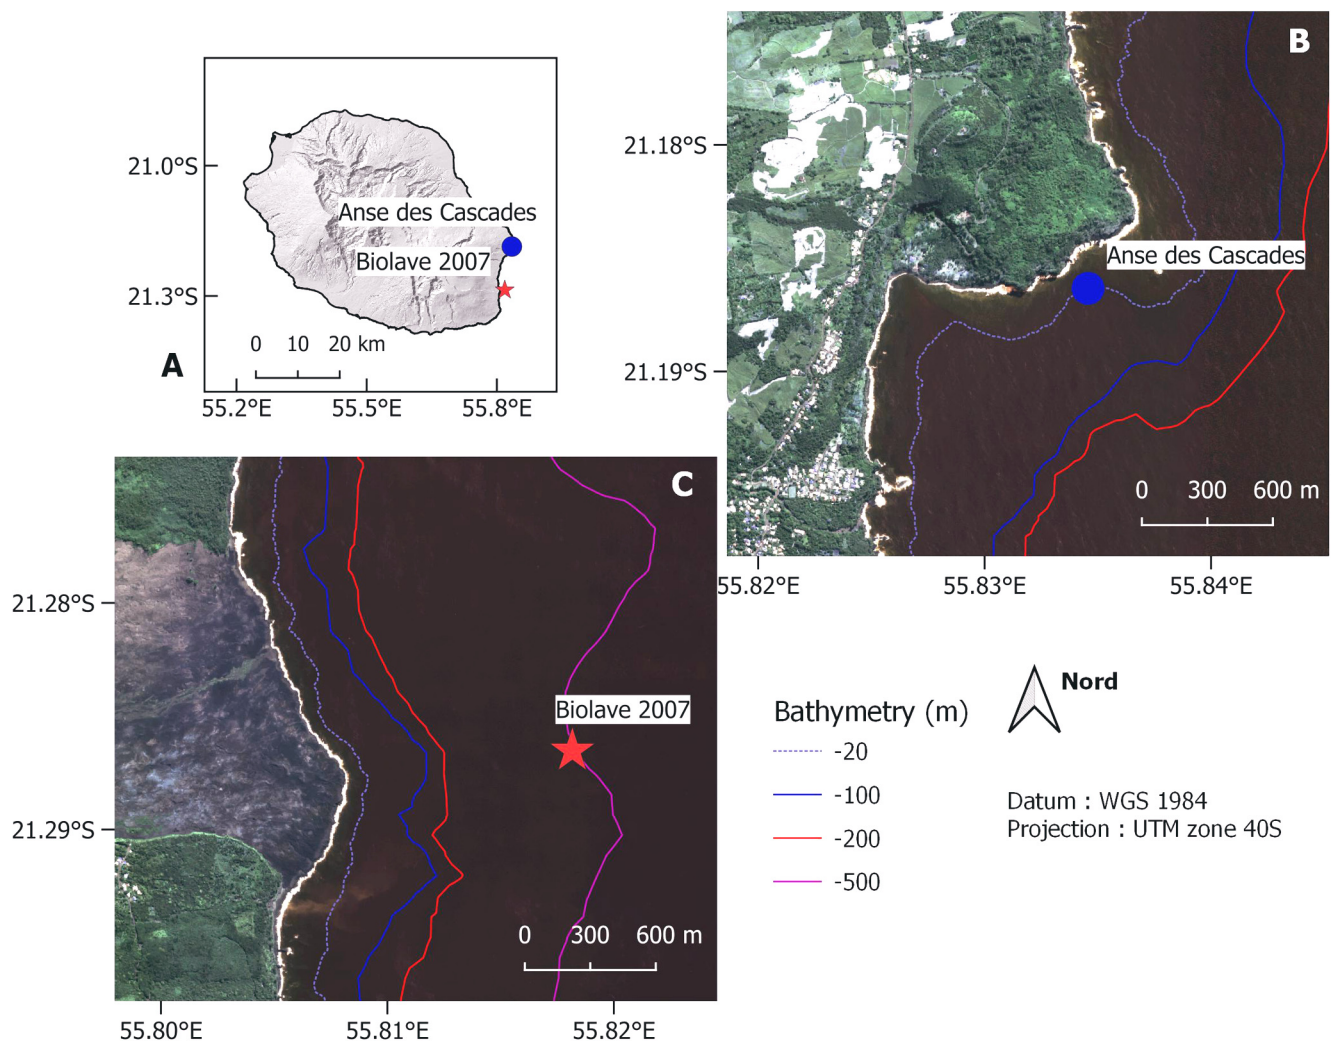 21.0°S
21.3°S
Anse des Cascades
Biolave 2007
0 10 20 km
A
55.2°E 55.5°E 55.8°E
B
21.18°S
21.19°S
Anse des Cascades
0 300 600 m
55.82°E 55.83°E 55.84°E
C
21.28°S
21.29°S
Biolave 2007
0 300 600 m
55.80°E 55.81°E 55.82°E
Bathymetry (m)
-20
-100
-200
-500
Nord
Datum : WGS 1984
Projection : UTM zone 40S